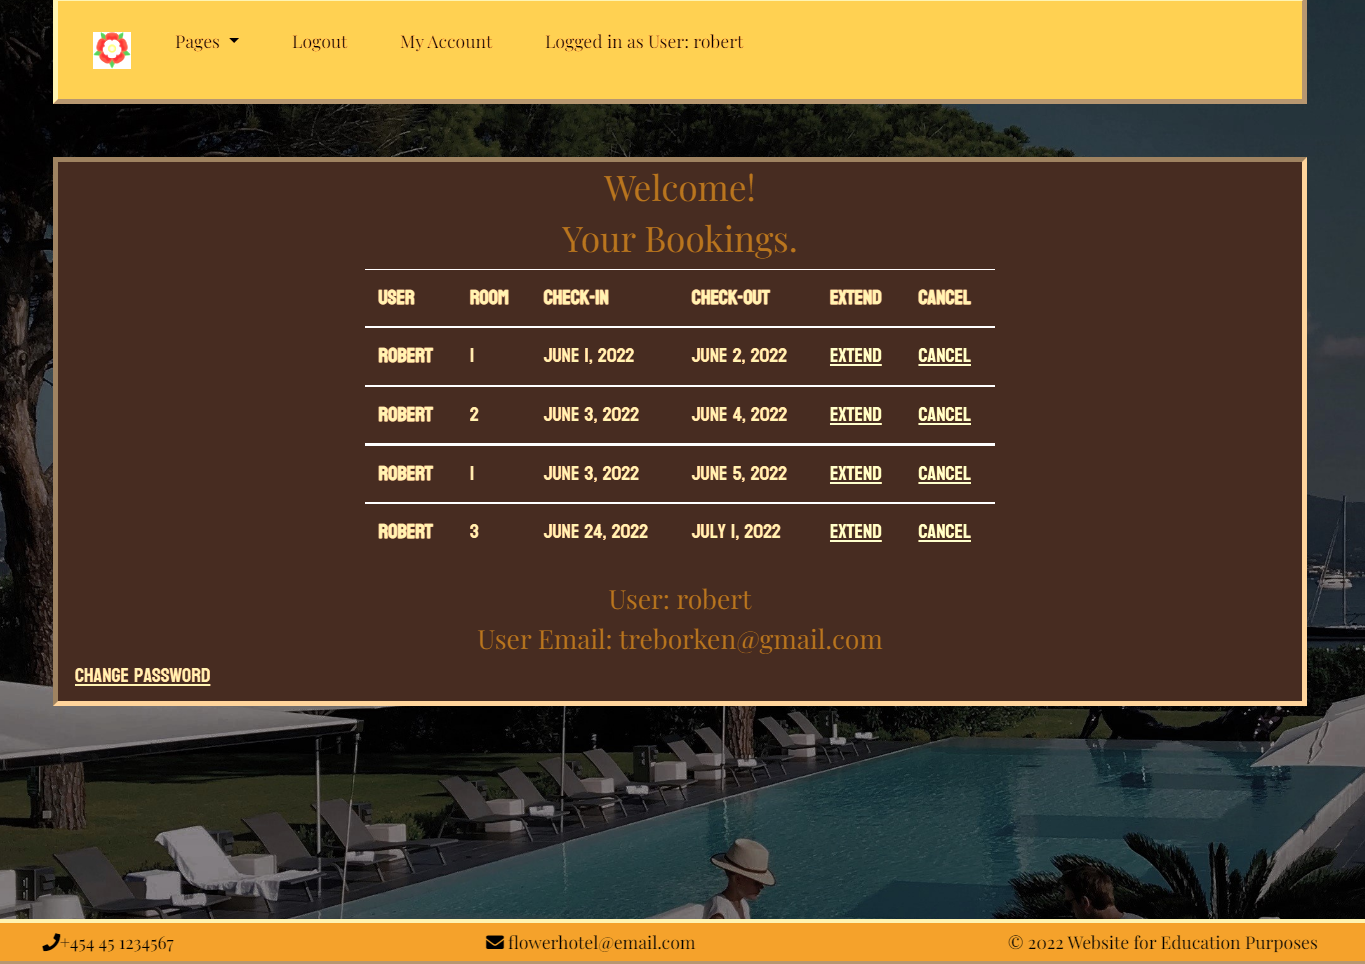 Pages Logout My Account Logged in as User: robert
Welcome!
Your Bookings.
USER ROOM CHECK-IN CHECK-OUT EXTEND CANCEL
ROBERT 1 JUNE 1, 2022 JUNE 2, 2022 EXTEND CANCEL
ROBERT 2 JUNE 3, 2022 JUNE 4, 2022 EXTEND CANCEL
ROBERT 1 JUNE 3, 2022 JUNE 5, 2022 EXTEND CANCEL
ROBERT 3 JUNE 24, 2022 JULY 1, 2022 EXTEND CANCEL
User: robert
User Email: treborken@gmail.com
CHANGE PASSWORD
+454 45 1234567 flowerhotel@email.com © 2022 Website for Education Purposes